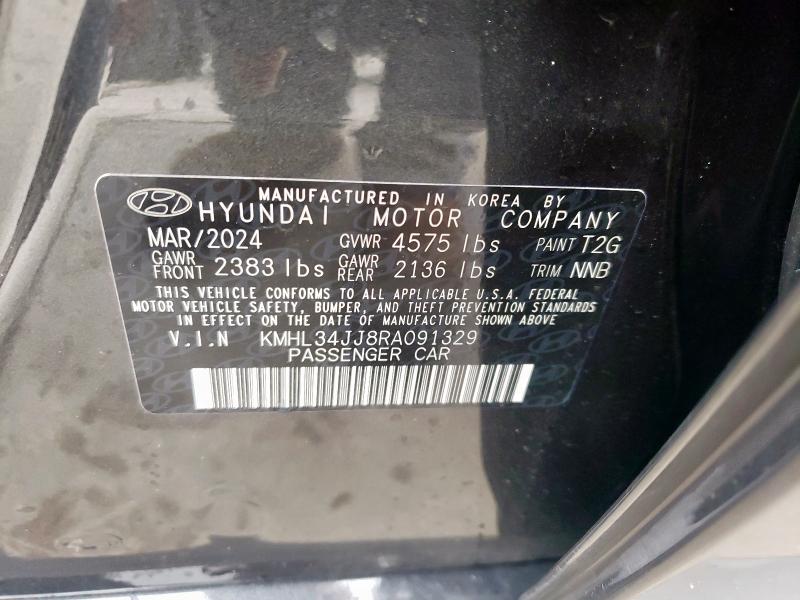 MANUFACTURED IN KOREA BY
HYUNDAI MOTOR COMPANY
MAR/2024 GVWR 4575 lbs PAINT T2G
GAWR FRONT 2383 lbs GAWR REAR 2136 lbs TRIM NNB
THIS VEHICLE CONFORMS TO ALL APPLICABLE U.S.A. FEDERAL
MOTOR VEHICLE SAFETY, BUMPER, AND THEFT PREVENTION STANDARDS
IN EFFECT ON THE DATE OF MANUFACTURE SHOWN ABOVE
V.I.N KMHL34JJ8RA091329
PASSENGER CAR